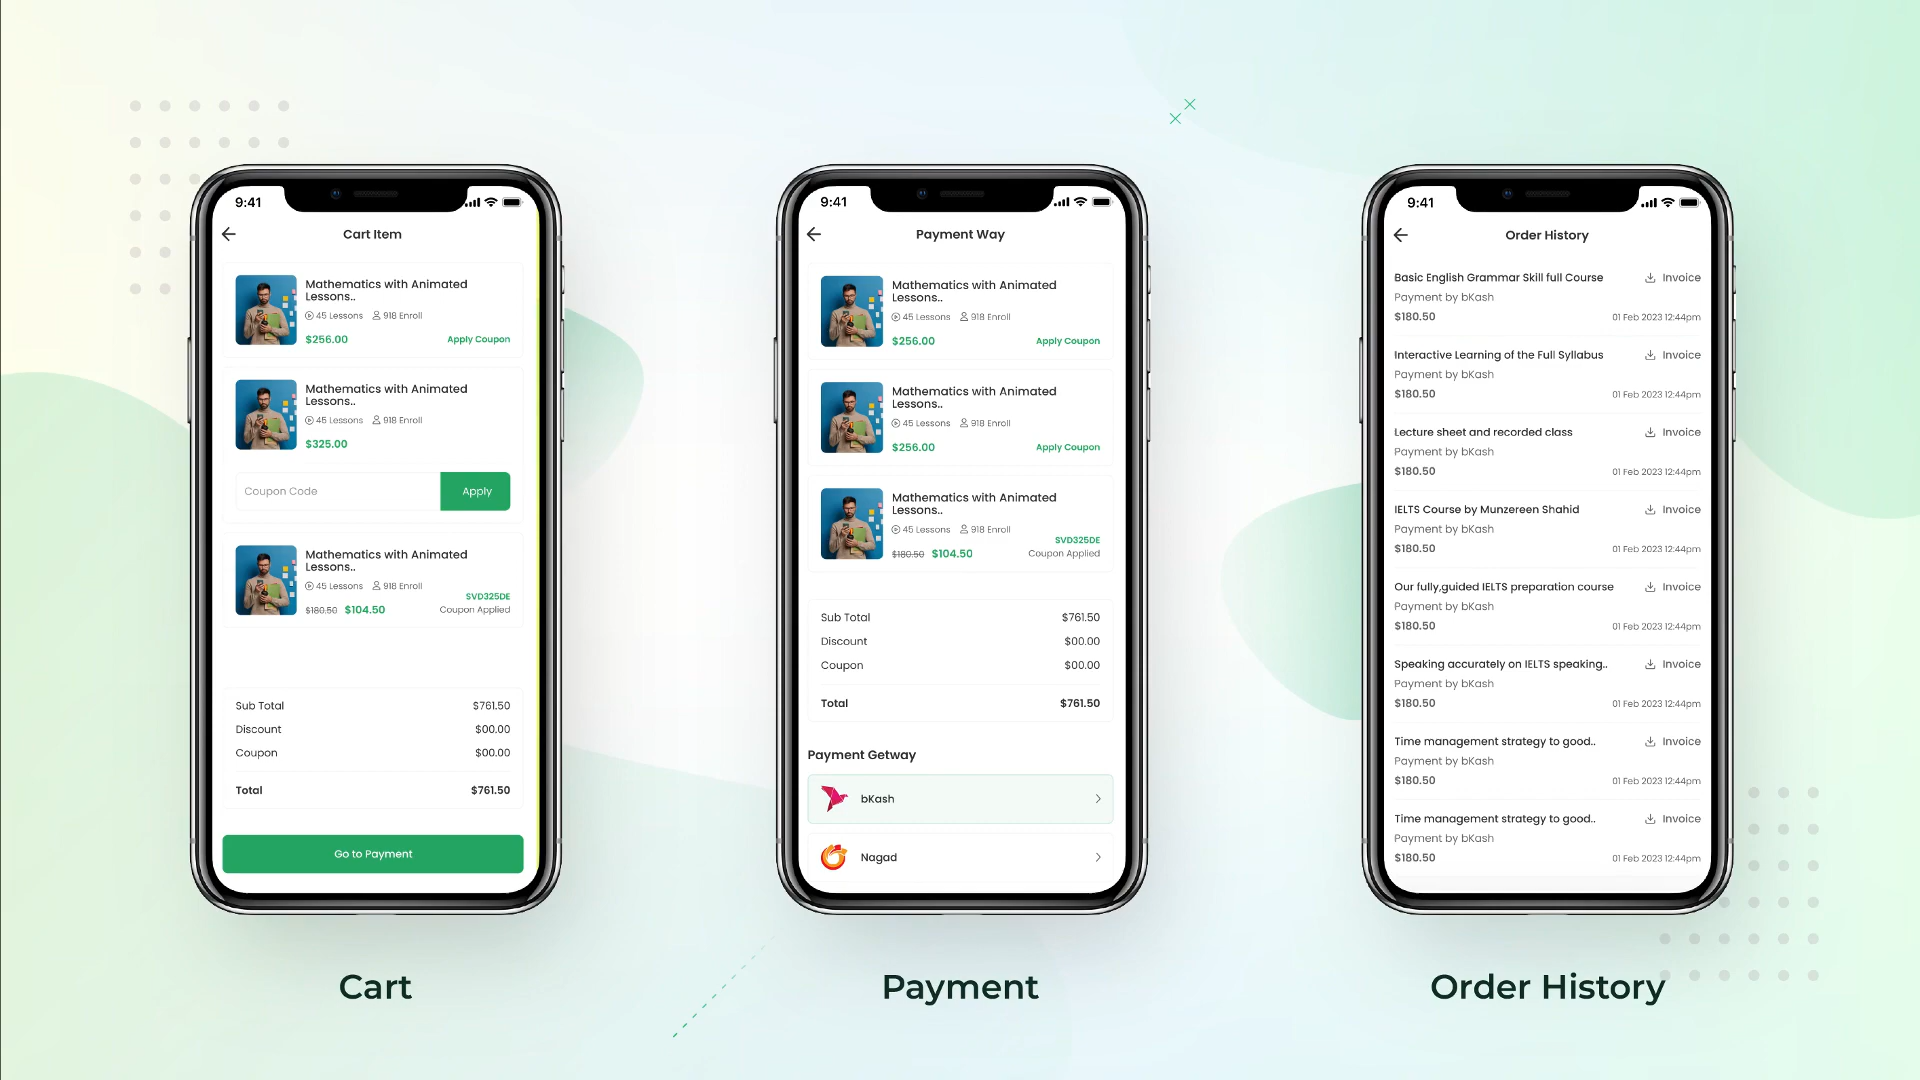 9:41
Cart Item
Mathematics with Animated
Lessons..
45 Lessons 918 Enroll
$256.00 Apply Coupon
Mathematics with Animated
Lessons..
45 Lessons 918 Enroll
$325.00
Coupon Code Apply
Mathematics with Animated
Lessons..
45 Lessons 918 Enroll
SVD325DE
$180.50 $104.50 Coupon Applied
Sub Total $761.50
Discount $00.00
Coupon $00.00
Total $761.50
Go to Payment
Cart
9:41
Payment Way
Mathematics with Animated
Lessons..
45 Lessons 918 Enroll
$256.00 Apply Coupon
Mathematics with Animated
Lessons..
45 Lessons 918 Enroll
$256.00 Apply Coupon
Mathematics with Animated
Lessons..
45 Lessons 918 Enroll
SVD325DE
$180.50 $104.50 Coupon Applied
Sub Total $761.50
Discount $00.00
Coupon $00.00
Total $761.50
Payment Getway
bKash
Nagad
Payment
9:41
Order History
Basic English Grammar Skill full Course Invoice
Payment by bKash
$180.50 01 Feb 2023 12:44pm
Interactive Learning of the Full Syllabus Invoice
Payment by bKash
$180.50 01 Feb 2023 12:44pm
Lecture sheet and recorded class Invoice
Payment by bKash
$180.50 01 Feb 2023 12:44pm
IELTS Course by Munzereen Shahid Invoice
Payment by bKash
$180.50 01 Feb 2023 12:44pm
Our fully,guided IELTS preparation course Invoice
Payment by bKash
$180.50 01 Feb 2023 12:44pm
Speaking accurately on IELTS speaking.. Invoice
Payment by bKash
$180.50 01 Feb 2023 12:44pm
Time management strategy to good.. Invoice
Payment by bKash
$180.50 01 Feb 2023 12:44pm
Time management strategy to good.. Invoice
Payment by bKash
$180.50 01 Feb 2023 12:44pm
Order History